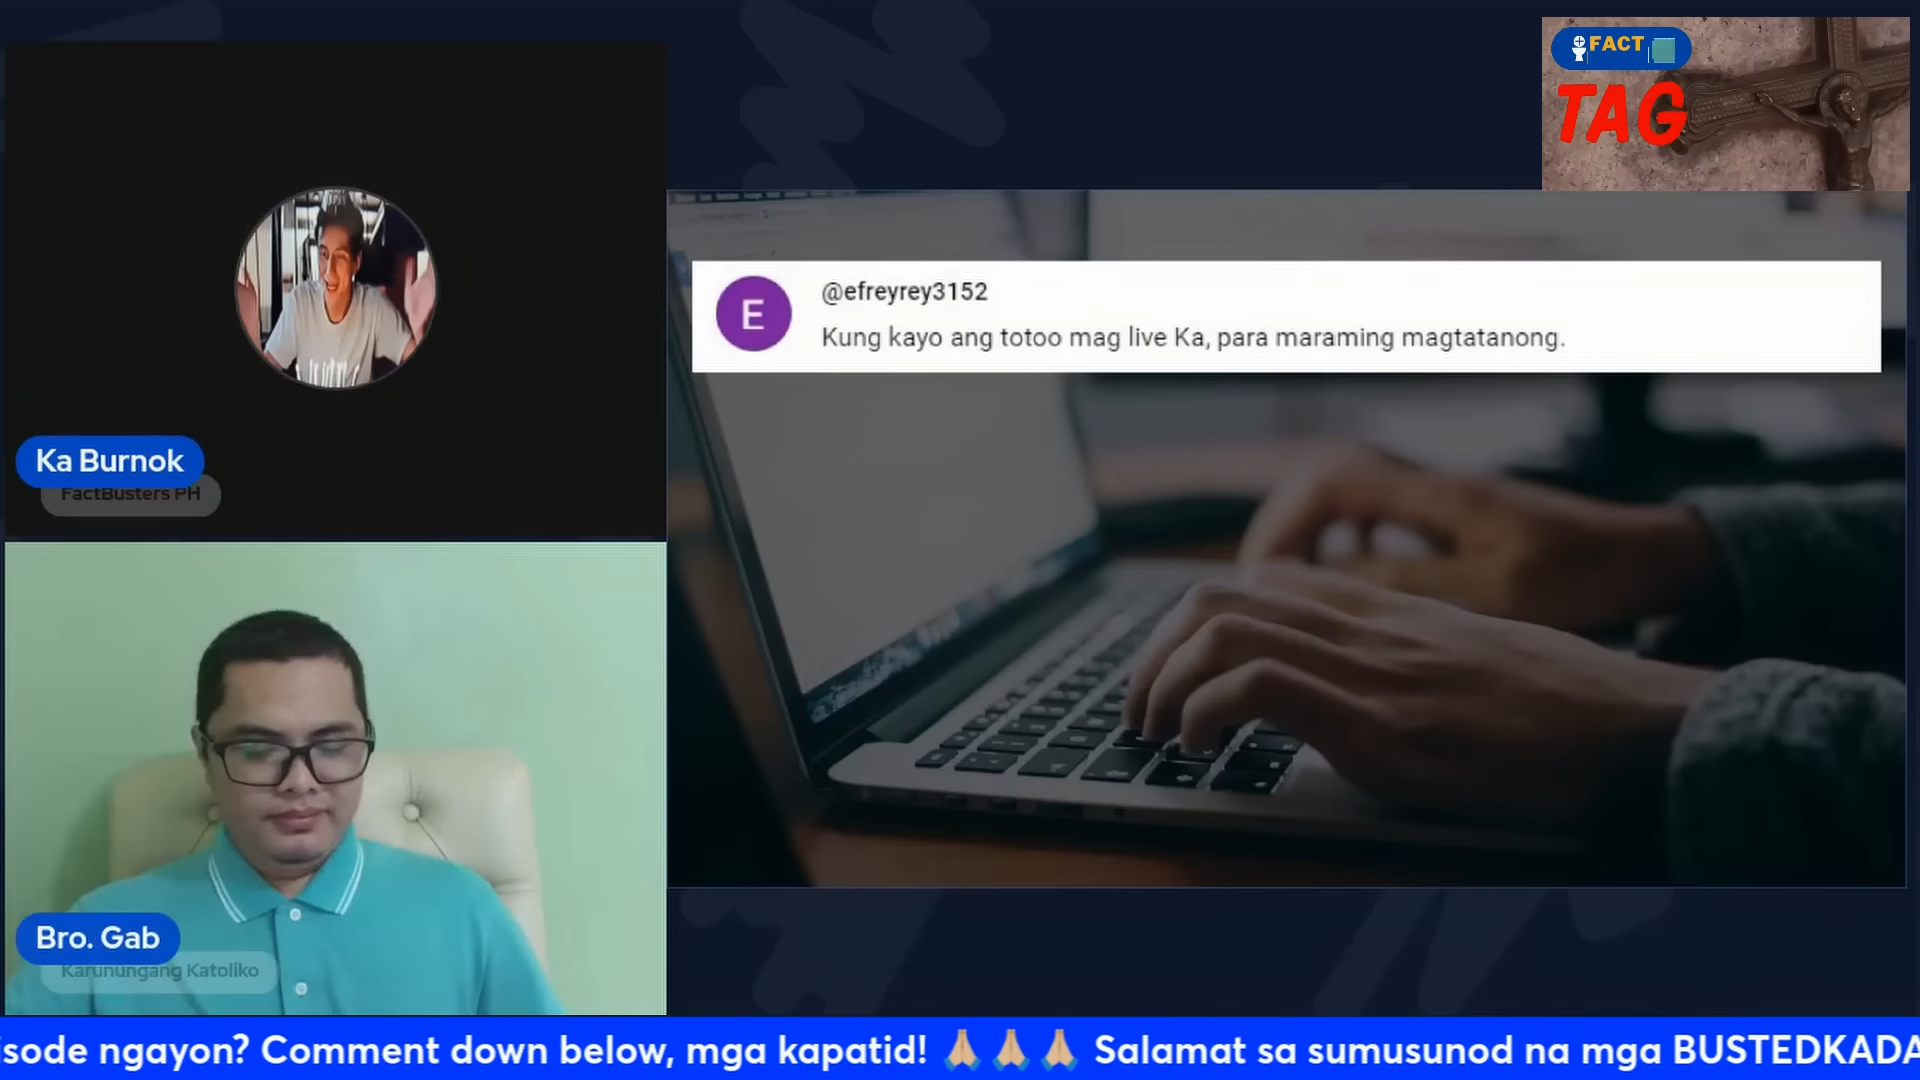 FACT
TAG
@efreyrey3152
E
Kung kayo ang totoo mag live Ka, para maraming magtatanong.
Ka Burnok
FactBusters PH
Bro. Gab
Karunungang Katoliko
isode ngayon? Comment down below, mga kapatid! 🙏🏼🙏🏼🙏🏼 Salamat sa sumusunod na mga BUSTEDKADA